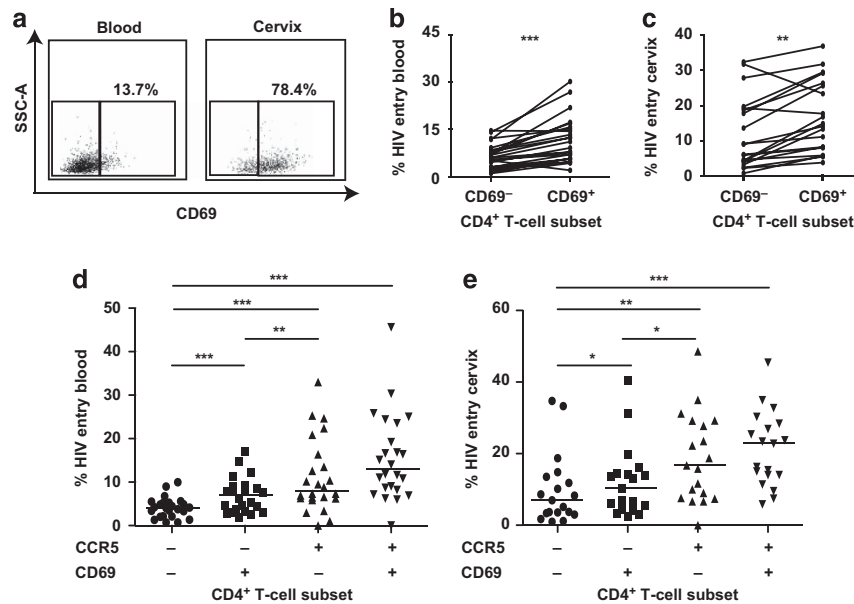 a
Blood
Cervix
13.7%
78.4%
SSC-A
CD69
b
***
% HIV entry blood
45
30
15
0
CD69–
CD69+
CD4+ T-cell subset
c
**
% HIV entry cervix
40
30
20
10
0
CD69–
CD69+
CD4+ T-cell subset
d
***
***
**
***
% HIV entry blood
50
40
30
20
10
0
CCR5 – – + +
CD69 – + – +
CD4+ T-cell subset
e
***
**
*
*
% HIV entry cervix
60
40
20
0
– – + +
– + – +
CD4+ T-cell subset